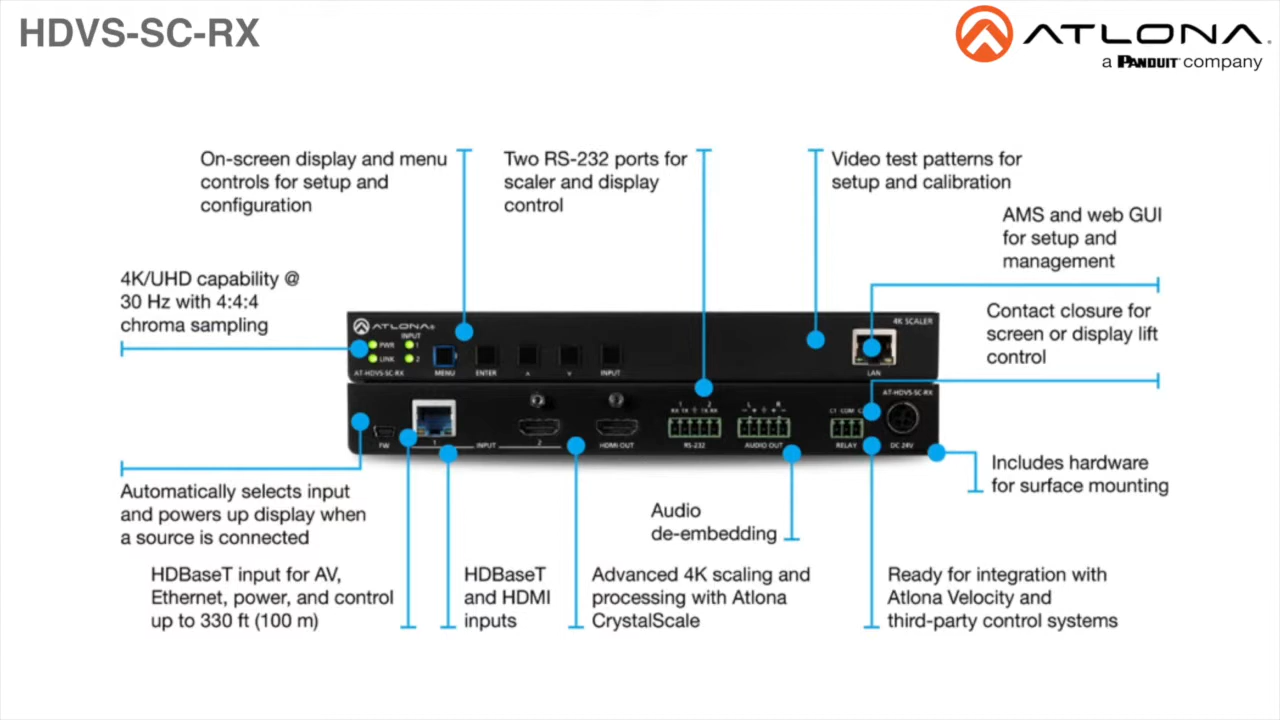 HDVS-SC-RX
ATLONA.
a PANDUIT company
On-screen display and menu
controls for setup and
configuration
Two RS-232 ports for
scaler and display
control
Video test patterns for
setup and calibration
AMS and web GUI
for setup and
management
4K/UHD capability @
30 Hz with 4:4:4
chroma sampling
Contact closure for
screen or display lift
control
ATLONA®
4K SCALER
INPUT
PWR 1
LINK 2
AT-HDVS-SC-RX
MENU
ENTER
INPUT
LAN
AT-HDVS-SC-RX
1 2
RX TX TX RX
L R
C1 COM
FW
1
INPUT
2
HDMI OUT
RS-232
AUDIO OUT
RELAY
DC 24V
Automatically selects input
and powers up display when
a source is connected
Includes hardware
for surface mounting
Audio
de-embedding
HDBaseT input for AV,
Ethernet, power, and control
up to 330 ft (100 m)
HDBaseT
and HDMI
inputs
Advanced 4K scaling and
processing with Atlona
CrystalScale
Ready for integration with
Atlona Velocity and
third-party control systems